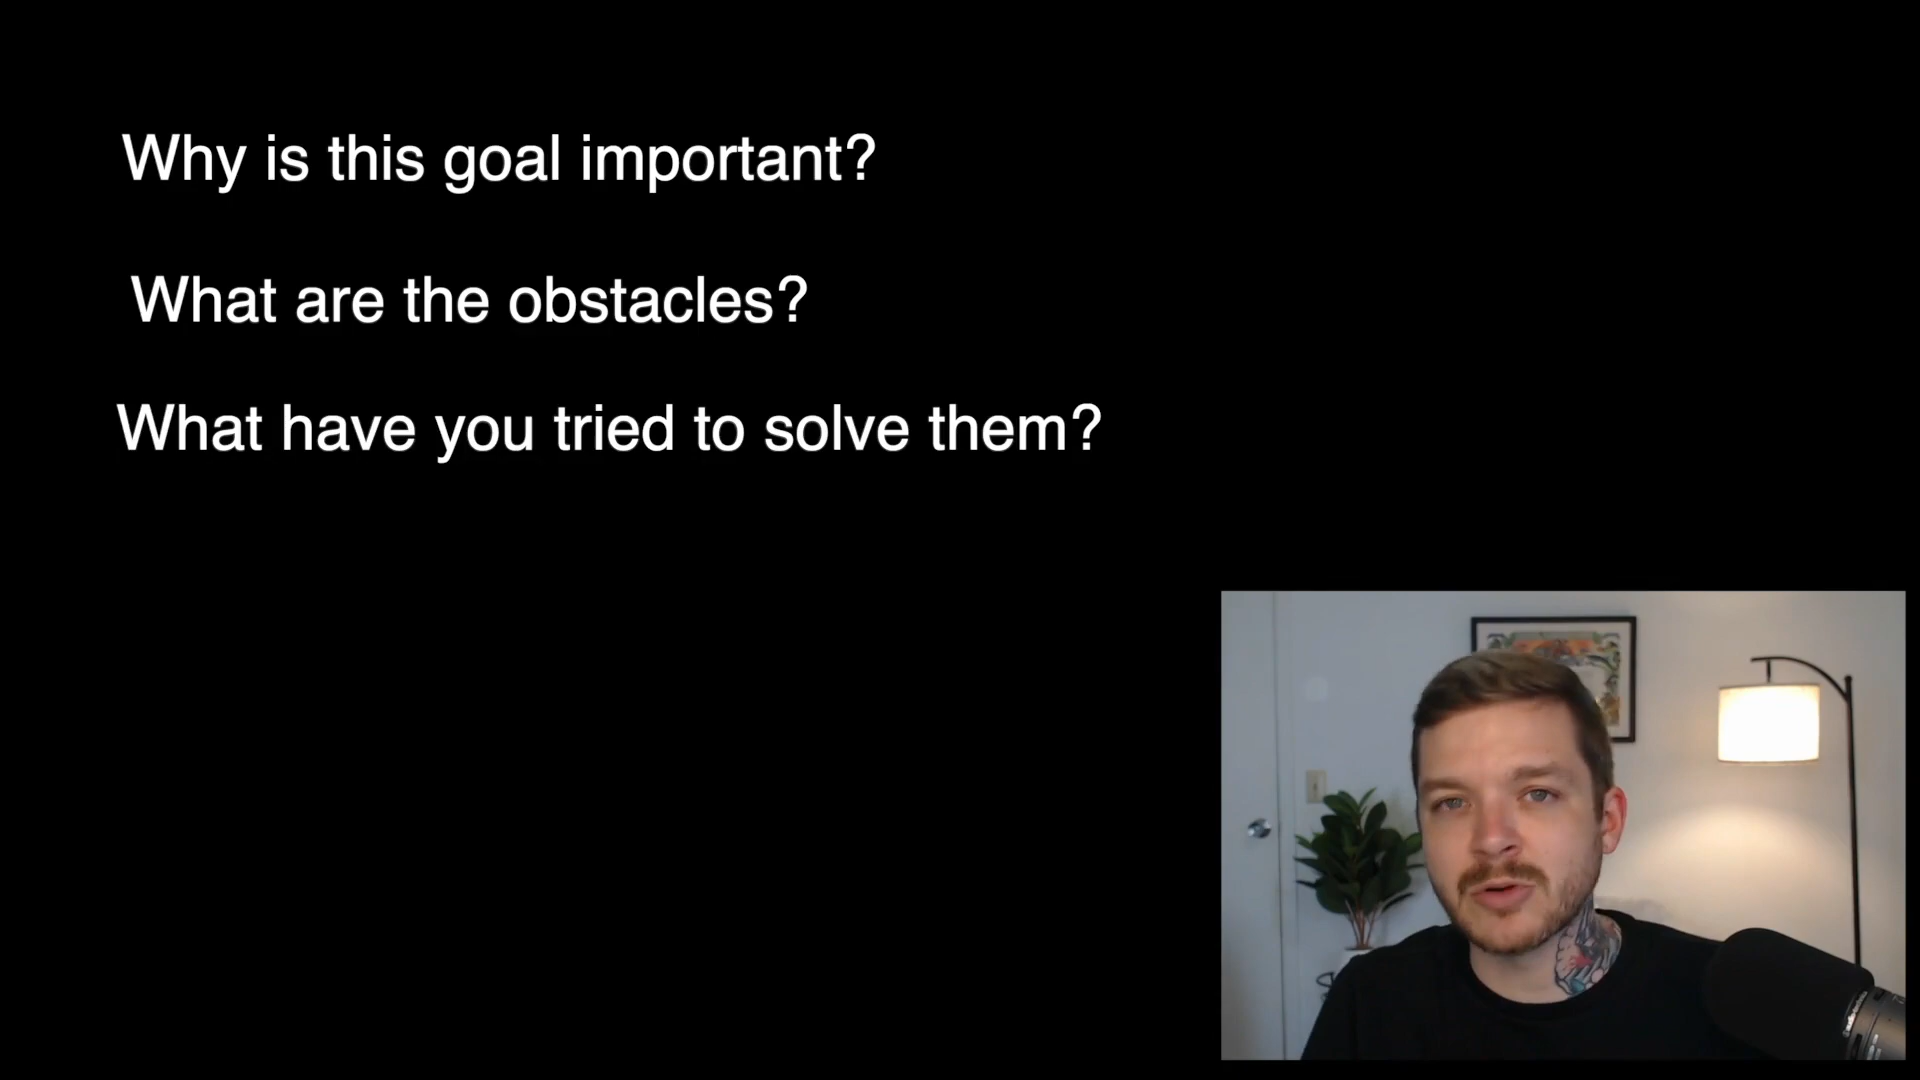 Why is this goal important?
What are the obstacles?
What have you tried to solve them?